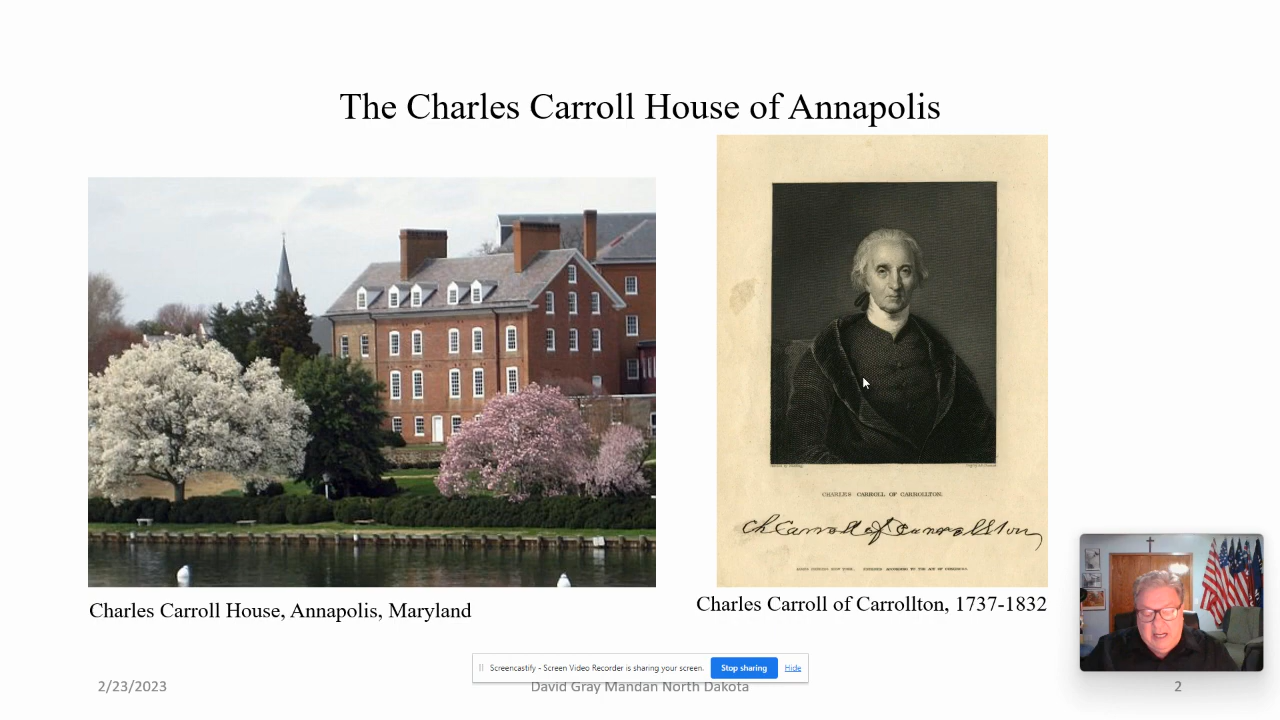 The Charles Carroll House of Annapolis
CHARLES CARROLL OF CARROLLTON.
Ch Carroll of Carrollton
Charles Carroll House, Annapolis, Maryland
Charles Carroll of Carrollton, 1737-1832
Screencastify - Screen Video Recorder is sharing your screen.
Stop sharing
Hide
2/23/2023
David Gray Mandan North Dakota
2